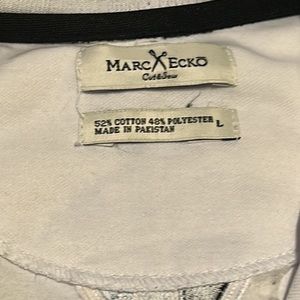 MARC ECKO
Cut & Sew
52% COTTON 48% POLYESTER L
MADE IN PAKISTAN